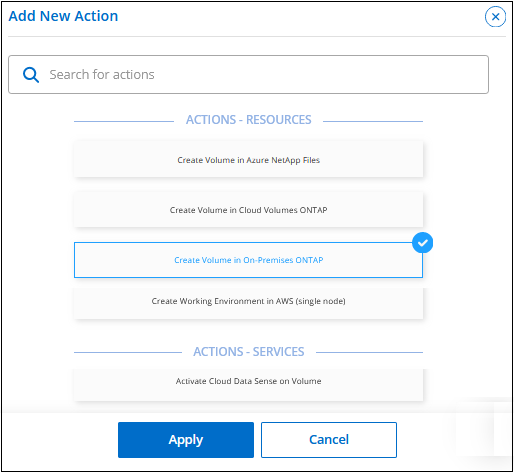 Add New Action
Search for actions
ACTIONS - RESOURCES
Create Volume in Azure NetApp Files
Create Volume in Cloud Volumes ONTAP
Create Volume in On-Premises ONTAP
Create Working Environment in AWS (single node)
ACTIONS - SERVICES
Activate Cloud Data Sense on Volume
Apply
Cancel